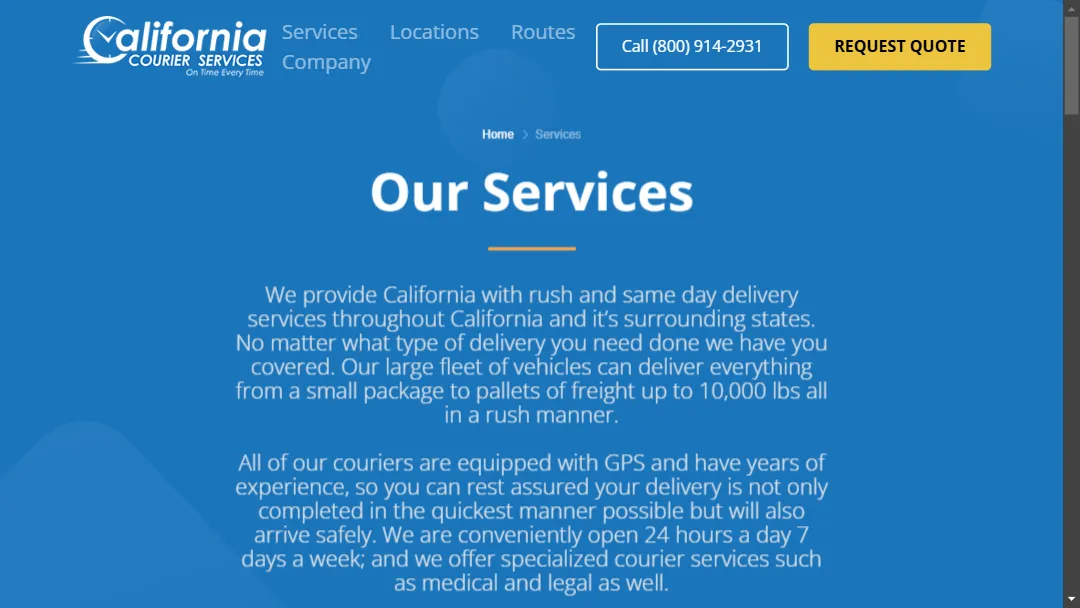 California
COURIER SERVICES
On Time Every Time
Services Locations Routes
Company
Call (800) 914-2931
REQUEST QUOTE
Home > Services
Our Services
We provide California with rush and same day delivery
services throughout California and it’s surrounding states.
No matter what type of delivery you need done we have you
covered. Our large fleet of vehicles can deliver everything
from a small package to pallets of freight up to 10,000 lbs all
in a rush manner.
All of our couriers are equipped with GPS and have years of
experience, so you can rest assured your delivery is not only
completed in the quickest manner possible but will also
arrive safely. We are conveniently open 24 hours a day 7
days a week; and we offer specialized courier services such
as medical and legal as well.